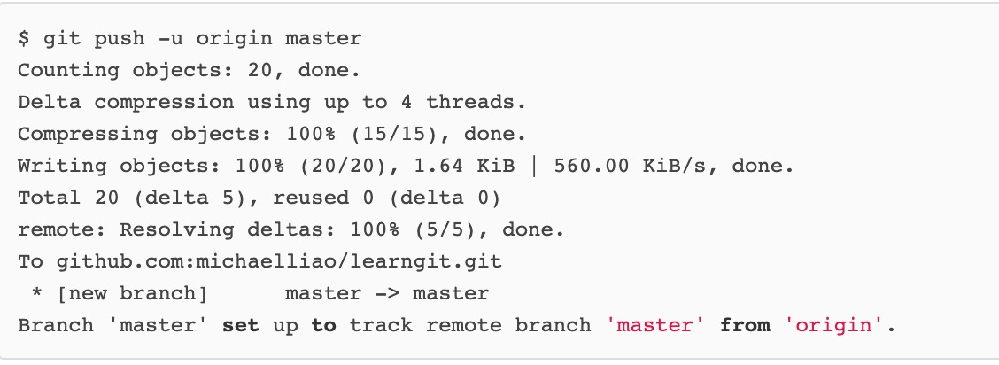 $ git push -u origin master
Counting objects: 20, done.
Delta compression using up to 4 threads.
Compressing objects: 100% (15/15), done.
Writing objects: 100% (20/20), 1.64 KiB | 560.00 KiB/s, done.
Total 20 (delta 5), reused 0 (delta 0)
remote: Resolving deltas: 100% (5/5), done.
To github.com:michaelliao/learngit.git
 * [new branch]      master -> master
Branch 'master' set up to track remote branch 'master' from 'origin'.